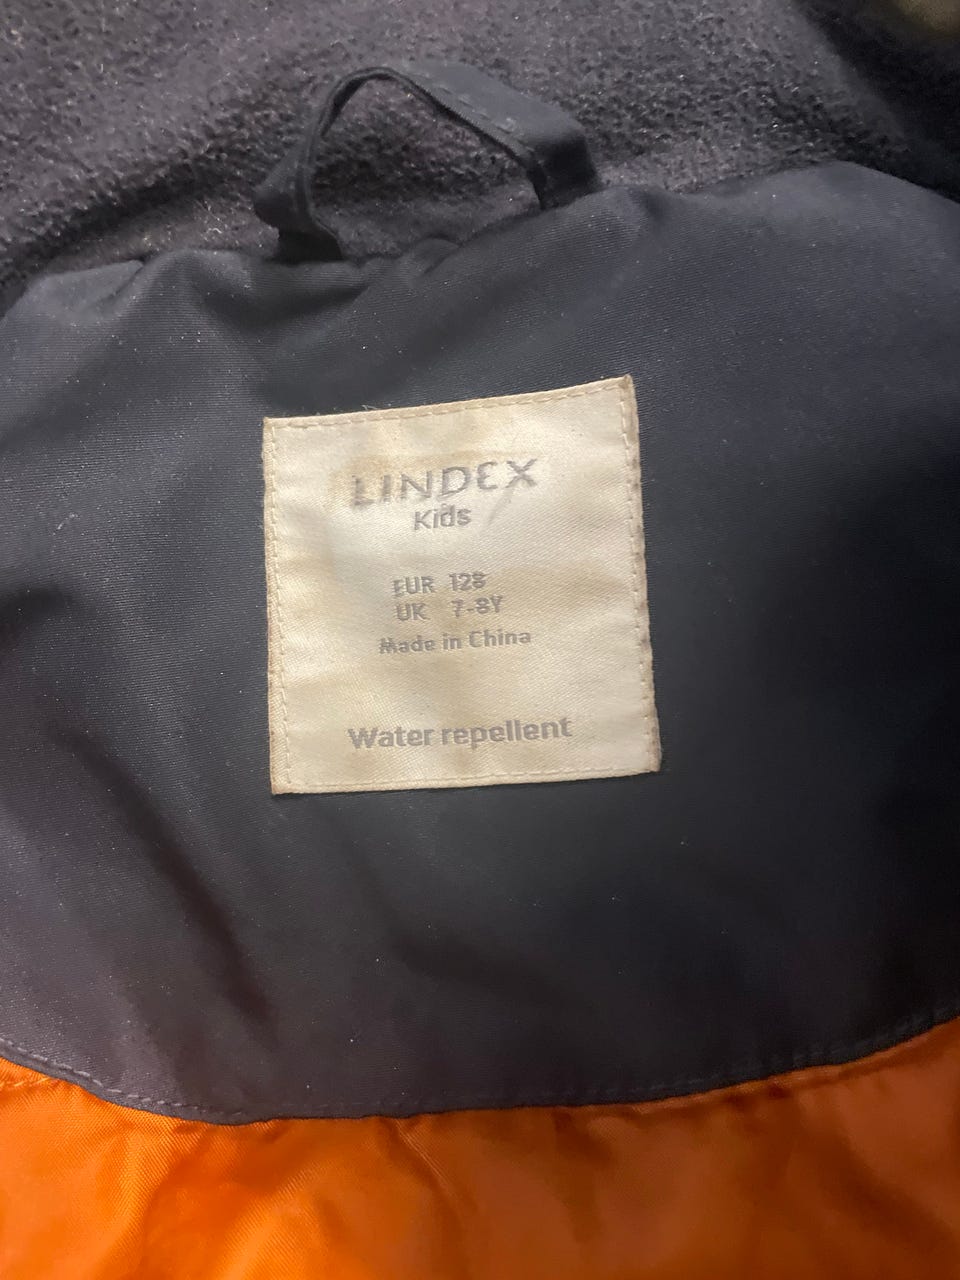 LINDEX
Kids
EUR 128
UK 7-8Y
Made in China
Water repellent